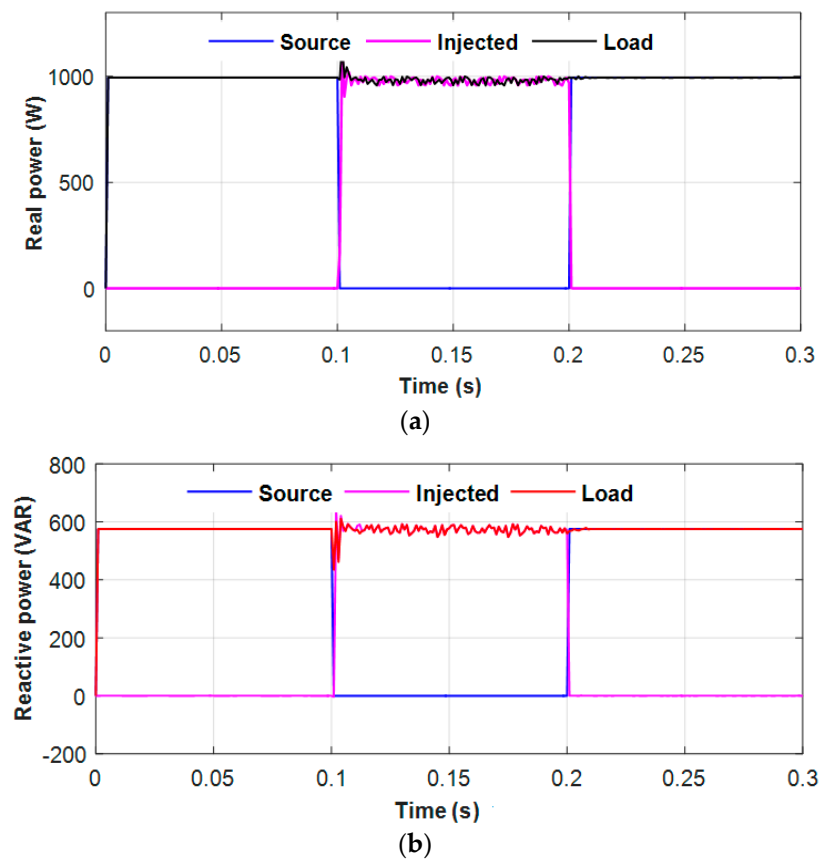 Source Injected Load
1000
500
0
Real power (W)
0 0.05 0.1 0.15 0.2 0.25 0.3
Time (s)
(a)
800
Source Injected Load
600
400
200
0
-200
Reactive power (VAR)
0 0.05 0.1 0.15 0.2 0.25 0.3
Time (s)
(b)